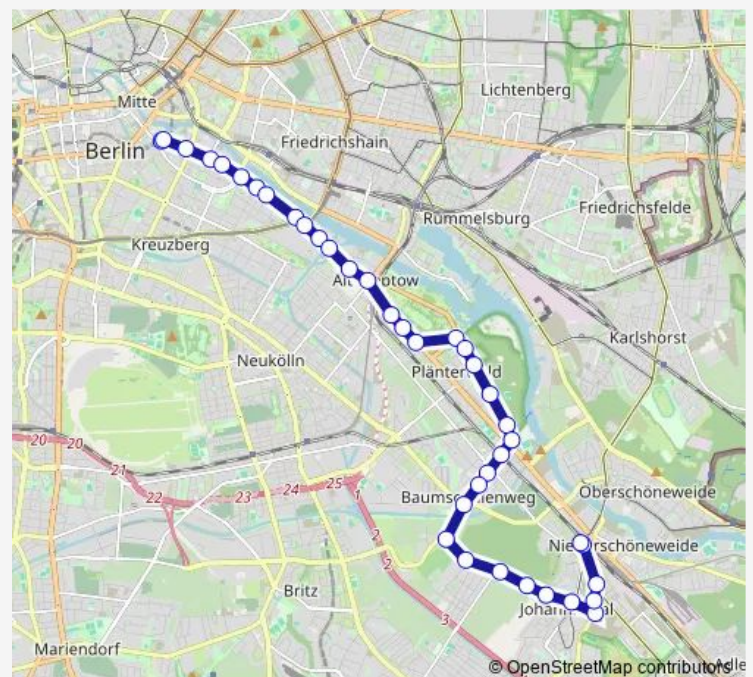 Mitte
Lichtenberg
Berlin
Friedrichshain
Rummelsburg
Friedrichsfelde
Kreuzberg
Karlshorst
Neukölln
20
20
21
22
23
24
25
1
2
2
3
Oberschöneweide
Britz
Mariendorf
© OpenStreetMap contributors